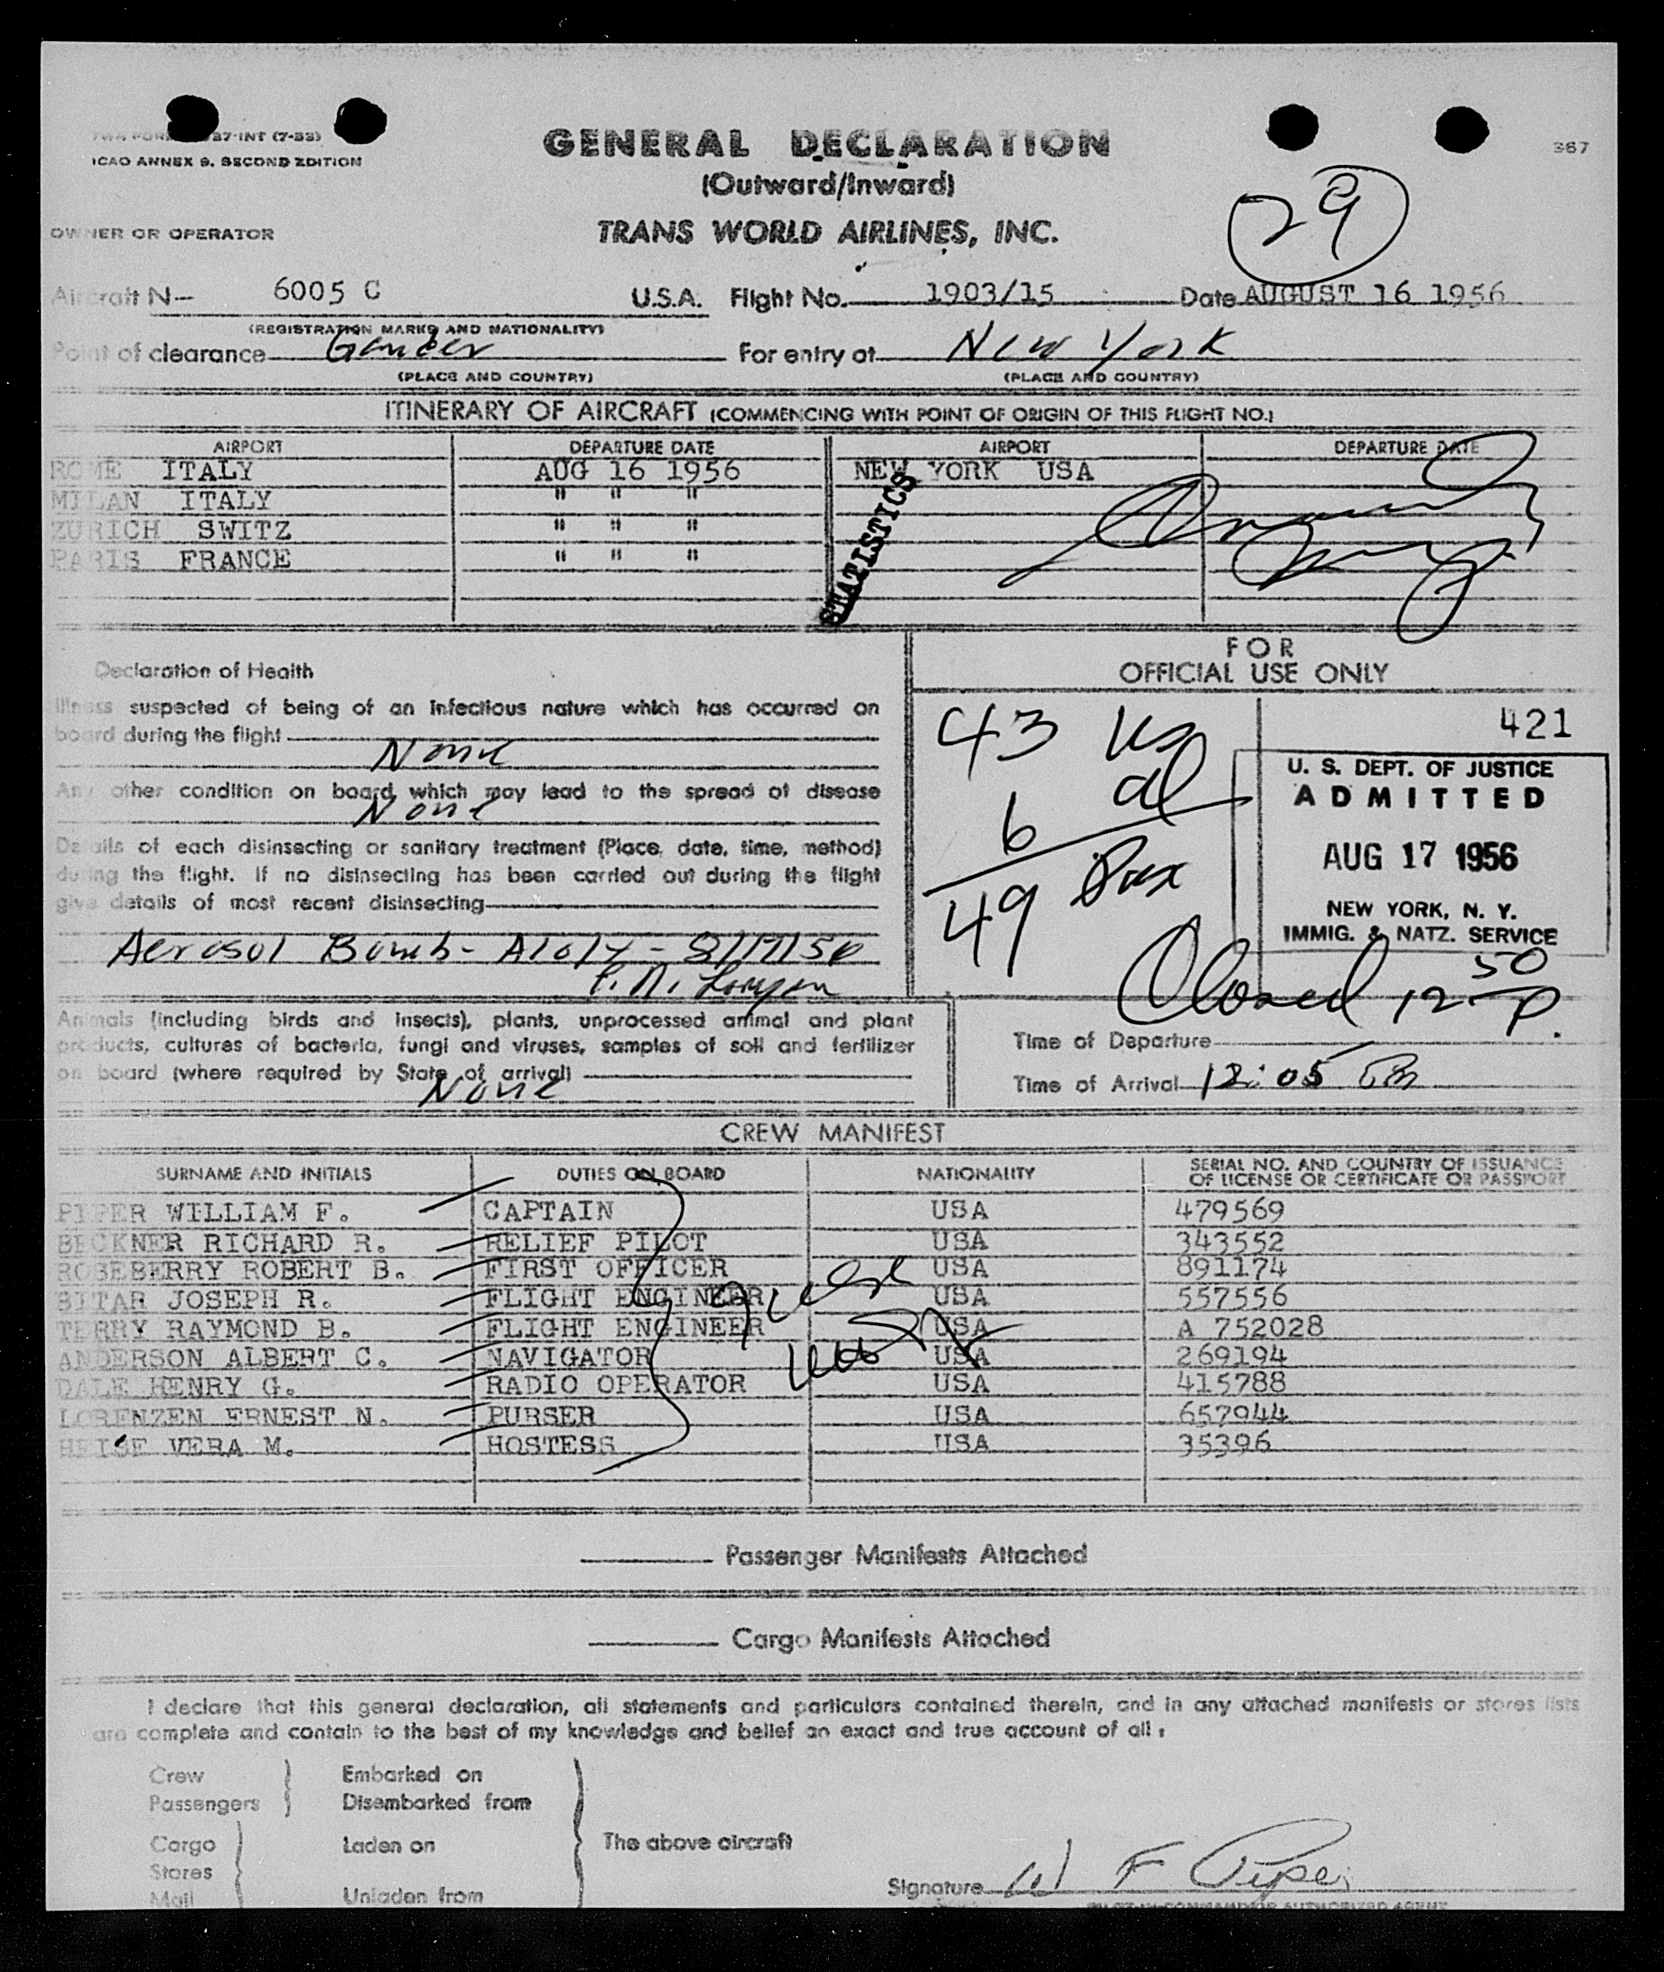 37-INT (7-53)
ICAO ANNEX 9, SECOND EDITION
GENERAL DECLARATION
367
(Outward/Inward)
29
OWNER OR OPERATOR
TRANS WORLD AIRLINES, INC.
Aircraft N- 6005 C U.S.A. Flight No. 1903/15 Date AUGUST 16 1956
(REGISTRATION MARKS AND NATIONALITY)
Point of clearance Gander For entry at New York
(PLACE AND COUNTRY) (PLACE AND COUNTRY)
ITINERARY OF AIRCRAFT (COMMENCING WITH POINT OF ORIGIN OF THIS FLIGHT NO.)
AIRPORT DEPARTURE DATE AIRPORT DEPARTURE DATE
ROME ITALY AUG 16 1956 NEW YORK USA
MILAN ITALY " " "
ZURICH SWITZ " " "
PARIS FRANCE " " "
STATISTICS
FOR
OFFICIAL USE ONLY
Declaration of Health
Illness suspected of being of an infectious nature which has occurred on
board during the flight
None
Any other condition on board which may lead to the spread of disease
None
Details of each disinsecting or sanitary treatment (Place, date, time, method)
during the flight. If no disinsecting has been carried out during the flight
give details of most recent disinsecting
Aerosol Bomb -
43 us
6 al
49 Pax
421
U. S. DEPT. OF JUSTICE
ADMITTED
AUG 17 1956
NEW YORK, N. Y.
IMMIG. & NATZ. SERVICE
Closed 12 50 P.
Animals (including birds and insects), plants, unprocessed animal and plant
products, cultures of bacteria, fungi and viruses, samples of soil and fertilizer
on board (where required by State of arrival)
None
Time of Departure
Time of Arrival 12:05 Pm
CREW MANIFEST
SURNAME AND INITIALS DUTIES ON BOARD NATIONALITY SERIAL NO. AND COUNTRY OF ISSUANCE
OF LICENSE OR CERTIFICATE OR PASSPORT
PIPER WILLIAM F. CAPTAIN USA 479569
BECKNER RICHARD R. RELIEF PILOT USA 343552
ROSEBERRY ROBERT B. FIRST OFFICER USA 891174
BITAR JOSEPH R. FLIGHT ENGINEER USA 557556
TERRY RAYMOND B. FLIGHT ENGINEER USA A 752028
ANDERSON ALBERT C. NAVIGATOR USA 269194
DALE HENRY G. RADIO OPERATOR USA 415788
LORENZEN ERNEST N. PURSER USA 657944
HEISE VERA M. HOSTESS USA 35396
Passenger Manifests Attached
Cargo Manifests Attached
I declare that this general declaration, all statements and particulars contained therein, and in any attached manifests or stores lists
are complete and contain to the best of my knowledge and belief an exact and true account of all:
Crew Embarked on
Passengers Disembarked from
Cargo Laden on The above aircraft
Stores
Mail Unladen from
Signature W F Piper